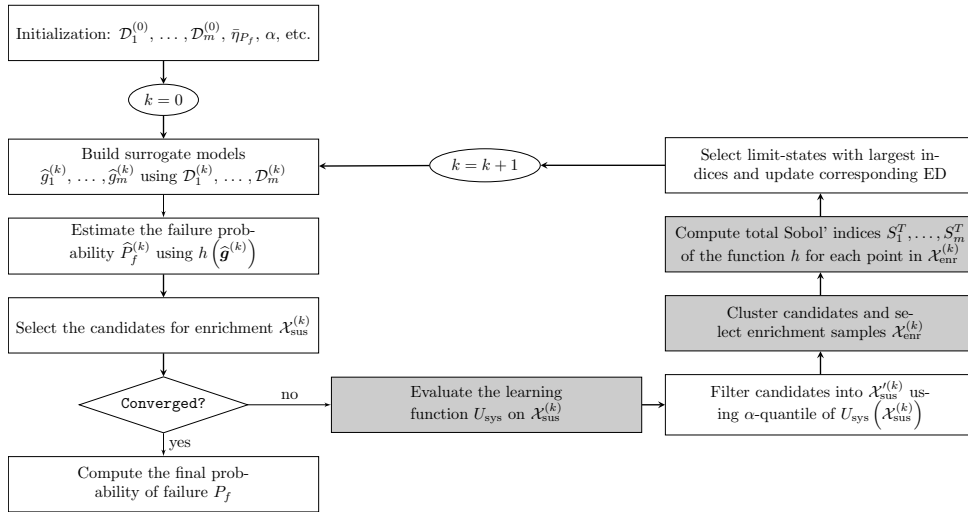 Initialization: 𝒟₁⁽⁰⁾, … , 𝒟ₘ⁽⁰⁾, η̄_{P_f}, α, etc.
k = 0
Build surrogate models
ĝ₁⁽ᵏ⁾, … , ĝₘ⁽ᵏ⁾ using 𝒟₁⁽ᵏ⁾, … , 𝒟ₘ⁽ᵏ⁾
Estimate the failure prob-
ability P̂_f⁽ᵏ⁾ using h(ĝ⁽ᵏ⁾)
Select the candidates for enrichment 𝒳_sus⁽ᵏ⁾
Converged?
no
yes
Compute the final prob-
ability of failure P_f
Evaluate the learning
function U_sys on 𝒳_sus⁽ᵏ⁾
Filter candidates into 𝒳′_sus⁽ᵏ⁾ us-
ing α-quantile of U_sys(𝒳_sus⁽ᵏ⁾)
Cluster candidates and se-
lect enrichment samples 𝒳_enr⁽ᵏ⁾
Compute total Sobol' indices S₁ᵀ, … , Sₘᵀ
of the function h for each point in 𝒳_enr⁽ᵏ⁾
Select limit-states with largest in-
dices and update corresponding ED
k = k + 1